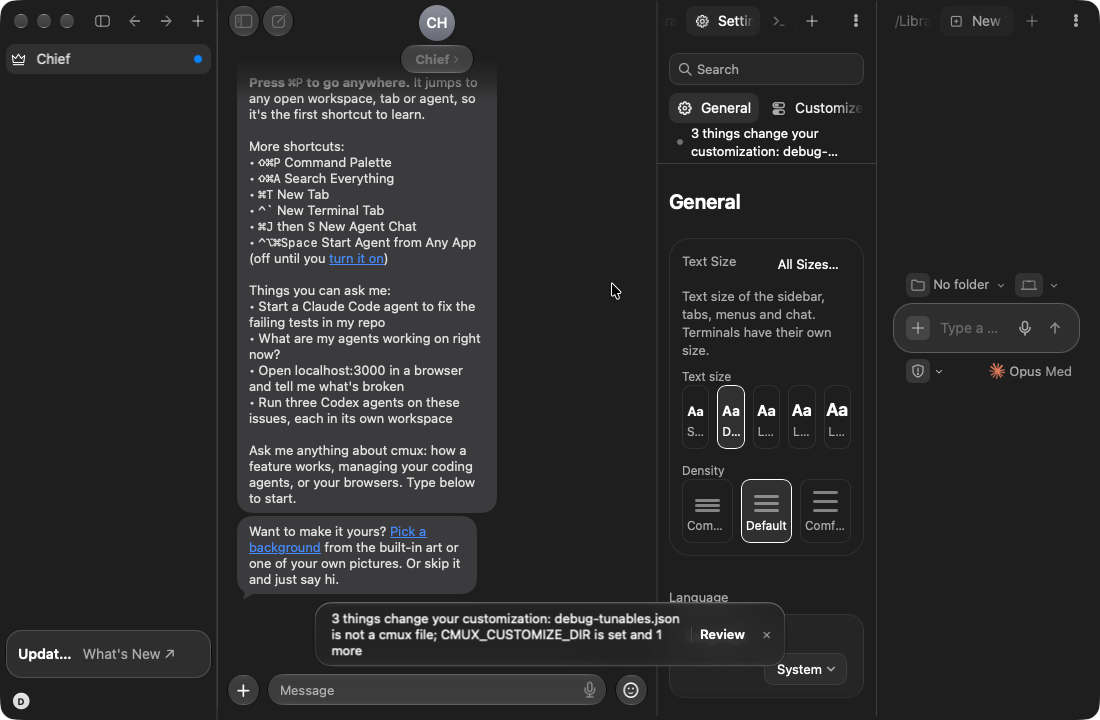 Chief
Updat...
What's New ↗
D
CH
Chief ›
Press ⌘P to go anywhere. It jumps to
any open workspace, tab or agent, so
it's the first shortcut to learn.
More shortcuts:
• ⇧⌘P Command Palette
• ⇧⌘A Search Everything
• ⌘T New Tab
• ^` New Terminal Tab
• ⌘J then S New Agent Chat
• ^⌥⌘Space Start Agent from Any App
(off until you turn it on)
Things you can ask me:
• Start a Claude Code agent to fix the
failing tests in my repo
• What are my agents working on right
now?
• Open localhost:3000 in a browser
and tell me what's broken
• Run three Codex agents on these
issues, each in its own workspace
Ask me anything about cmux: how a
feature works, managing your coding
agents, or your browsers. Type below
to start.
Want to make it yours? Pick a
background from the built-in art or
one of your own pictures. Or skip it
and just say hi.
3 things change your customization: debug-tunables.json
is not a cmux file; CMUX_CUSTOMIZE_DIR is set and 1
more
Review
Message
Settin
Search
General
Customize
3 things change your
customization: debug-...
General
Text Size
All Sizes...
Text size of the sidebar,
tabs, menus and chat.
Terminals have their own
size.
Text size
Aa Aa Aa Aa Aa
S... D... L... L... L...
Density
Com... Default Comf...
Language
System
/Libra
New
No folder
Type a ...
Opus Med